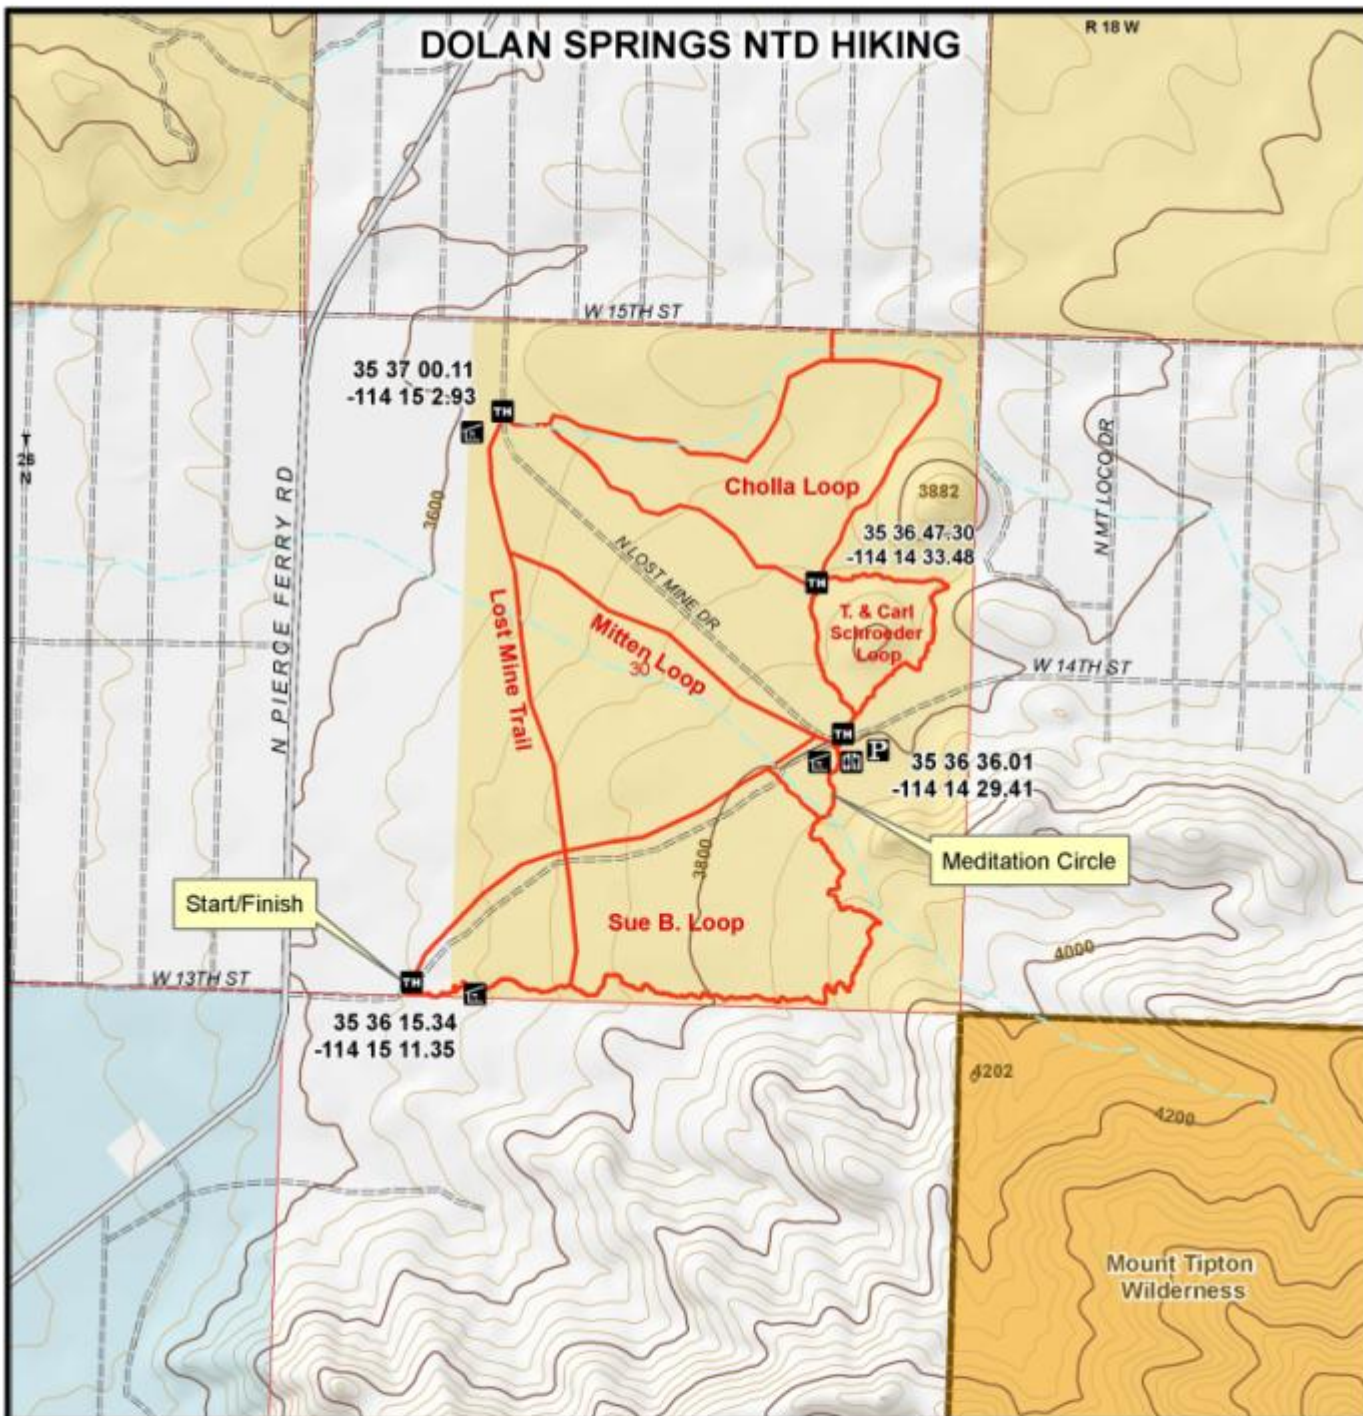 DOLAN SPRINGS NTD HIKING
R 18 W
W 15TH ST
35 37 00.11
-114 15 2.93
TH
T
26
N
N PIERCE FERRY RD
3600
Cholla Loop
3882
N MT LOCO DR
35 36 47.30
-114 14 33.48
TH
N LOST MINE DR
Lost Mine Trail
Mitten Loop
30
T. & Carl
Schroeder
Loop
W 14TH ST
TH
P
35 36 36.01
-114 14 29.41
3800
Meditation Circle
Start/Finish
Sue B. Loop
4000
W 13TH ST
TH
35 36 15.34
-114 15 11.35
4202
4200
Mount Tipton
Wilderness